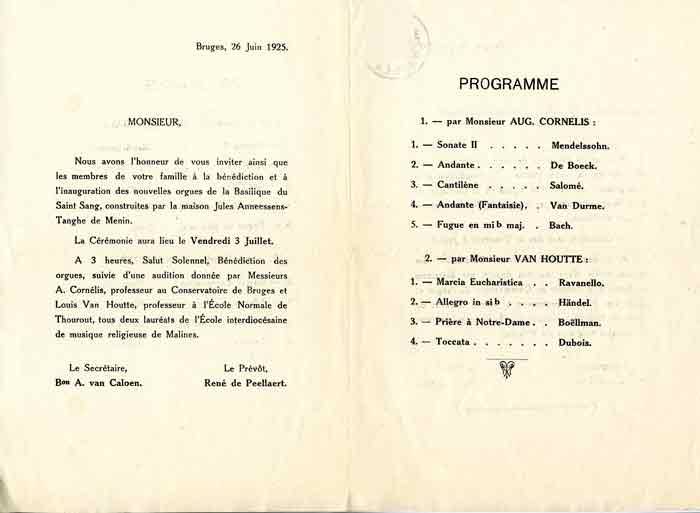 Bruges, 26 Juin 1925.
MONSIEUR,
Nous avons l'honneur de vous inviter ainsi que
les membres de votre famille à la bénédiction et à
l'inauguration des nouvelles orgues de la Basilique du
Saint Sang, construites par la maison Jules Anneessens-
Tanghe de Menin.
La Cérémonie aura lieu le Vendredi 3 Juillet.
A 3 heures, Salut Solennel, Bénédiction des
orgues, suivie d'une audition donnée par Messieurs
A. Cornélis, professeur au Conservatoire de Bruges et
Louis Van Houtte, professeur à l'École Normale de
Thourout, tous deux lauréats de l'École interdiocésaine
de musique religieuse de Malines.
Le Secrétaire, Le Prévôt,
Bon A. van Caloen. René de Peellaert.
PROGRAMME
1. — par Monsieur AUG. CORNELIS :
1. — Sonate II . . . . . Mendelssohn.
2. — Andante . . . . . De Boeck.
3. — Cantilène . . . . . Salomé.
4. — Andante (Fantaisie) . . Van Durme.
5. — Fugue en mi b maj. . Bach.
2. — par Monsieur VAN HOUTTE :
1. — Marcia Eucharistica . . Ravanello.
2. — Allegro in si b . . . . Händel.
3. — Prière à Notre-Dame . . Boëllman.
4. — Toccata . . . . . . . Dubois.